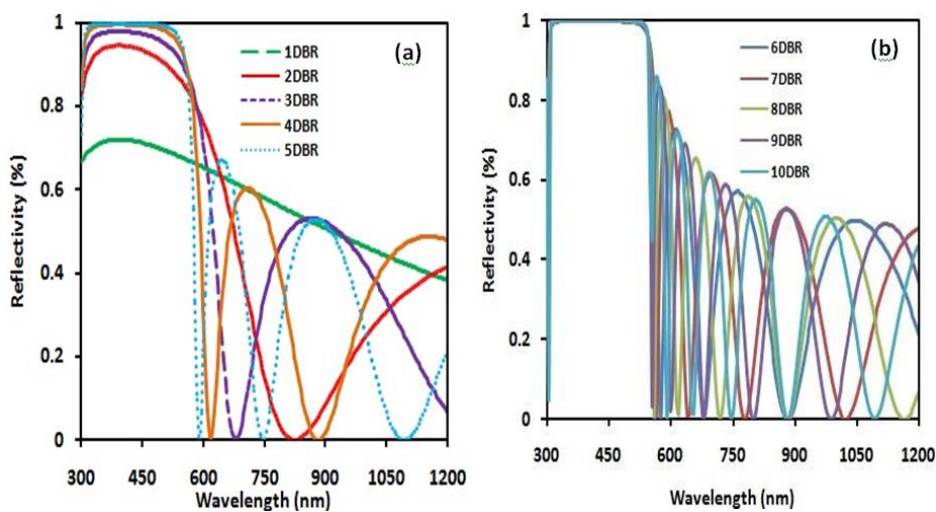 (a)
1DBR
2DBR
3DBR
4DBR
5DBR
Reflectivity (%)
1
0.8
0.6
0.4
0.2
0
300 450 600 750 900 1050 1200
Wavelength (nm)
(b)
6DBR
7DBR
8DBR
9DBR
10DBR
Reflectivity (%)
1
0.8
0.6
0.4
0.2
0
300 450 600 750 900 1050 1200
Wavelength (nm)